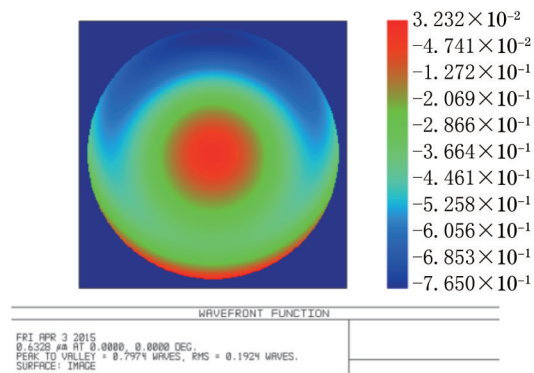 3.232×10⁻²
-4.741×10⁻²
-1.272×10⁻¹
-2.069×10⁻¹
-2.866×10⁻¹
-3.664×10⁻¹
-4.461×10⁻¹
-5.258×10⁻¹
-6.056×10⁻¹
-6.853×10⁻¹
-7.650×10⁻¹
WAVEFRONT FUNCTION
FRI APR 3 2015
0.6328 µm AT 0.0000, 0.0000 DEG.
PEAK TO VALLEY = 0.7974 WAVES, RMS = 0.1924 WAVES.
SURFACE: IMAGE